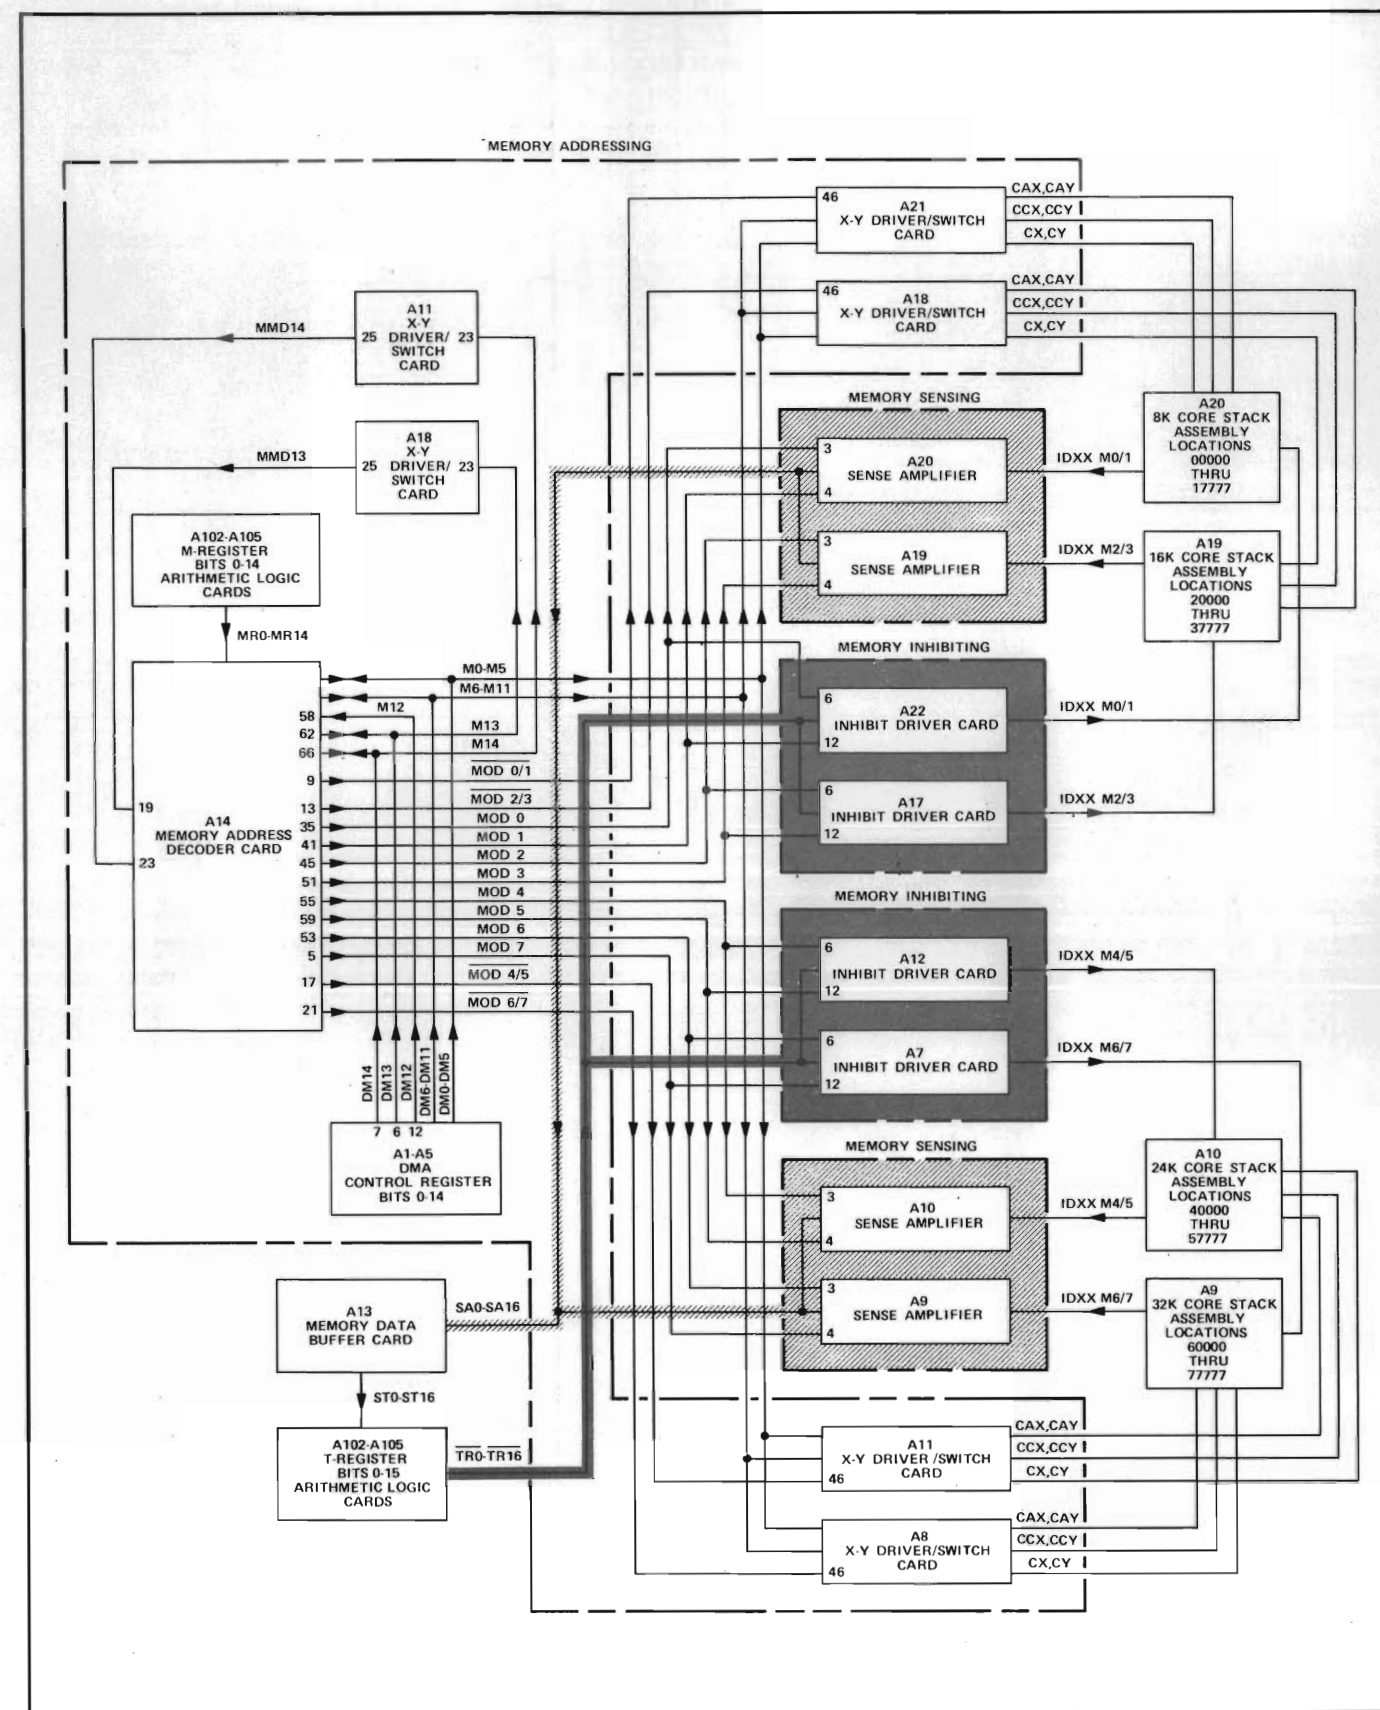 MEMORY ADDRESSING
46
A21
X-Y DRIVER/SWITCH
CARD
CAX,CAY
CCX,CCY
CX,CY
46
A18
X-Y DRIVER/SWITCH
CARD
CAX,CAY
CCX,CCY
CX,CY
MMD14
25
A11
X-Y
DRIVER/
SWITCH
CARD
23
MMD13
25
A18
X-Y
DRIVER/
SWITCH
CARD
23
MEMORY SENSING
3
A20
SENSE AMPLIFIER
4
IDXX M0/1
A20
8K CORE STACK
ASSEMBLY
LOCATIONS
00000
THRU
17777
3
A19
SENSE AMPLIFIER
4
IDXX M2/3
A19
16K CORE STACK
ASSEMBLY
LOCATIONS
20000
THRU
37777
A102-A105
M-REGISTER
BITS 0-14
ARITHMETIC LOGIC
CARDS
MR0-MR14
MEMORY INHIBITING
6
A22
INHIBIT DRIVER CARD
12
IDXX M0/1
6
A17
INHIBIT DRIVER CARD
12
IDXX M2/3
M0-M5
M6-M11
58
M12
62
M13
66
M14
9
MOD 0/1
13
MOD 2/3
35
MOD 0
41
MOD 1
45
MOD 2
51
MOD 3
55
MOD 4
59
MOD 5
53
MOD 6
5
MOD 7
17
MOD 4/5
21
MOD 6/7
19
A14
MEMORY ADDRESS
DECODER CARD
23
MEMORY INHIBITING
6
A12
INHIBIT DRIVER CARD
12
IDXX M4/5
6
A7
INHIBIT DRIVER CARD
12
IDXX M6/7
DM14
DM13
DM12
DM6-DM11
DM0-DM5
7 6 12
A1-A5
DMA
CONTROL REGISTER
BITS 0-14
MEMORY SENSING
3
A10
SENSE AMPLIFIER
4
IDXX M4/5
A10
24K CORE STACK
ASSEMBLY
LOCATIONS
40000
THRU
57777
3
A9
SENSE AMPLIFIER
4
IDXX M6/7
A9
32K CORE STACK
ASSEMBLY
LOCATIONS
60000
THRU
77777
A13
MEMORY DATA
BUFFER CARD
SA0-SA16
ST0-ST16
A102-A105
T-REGISTER
BITS 0-15
ARITHMETIC LOGIC
CARDS
TR0-TR16
A11
X-Y DRIVER /SWITCH
CARD
46
CAX,CAY
CCX,CCY
CX,CY
A8
X-Y DRIVER/SWITCH
CARD
46
CAX,CAY
CCX,CCY
CX,CY